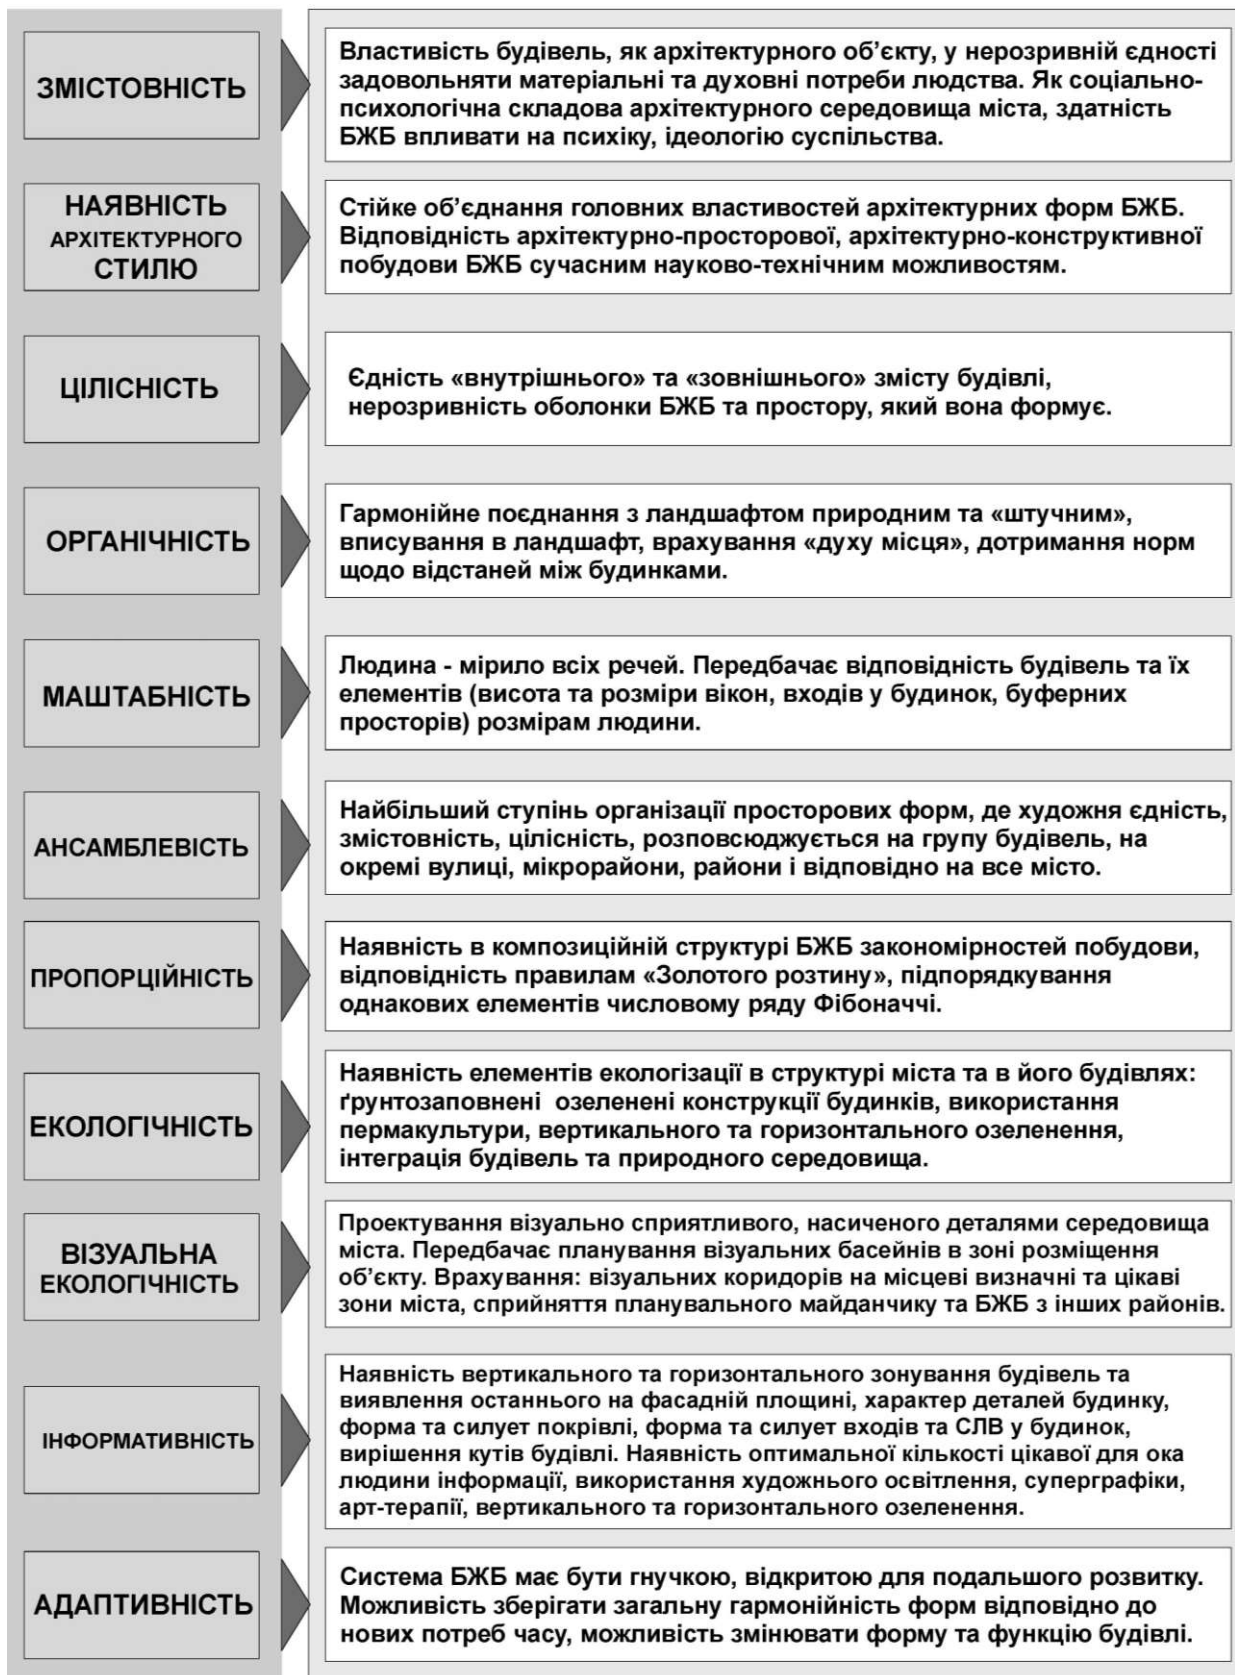 ЗМІСТОВНІСТЬ
Властивість будівель, як архітектурного об’єкту, у нерозривній єдності
задовольняти матеріальні та духовні потреби людства. Як соціально-
психологічна складова архітектурного середовища міста, здатність
БЖБ впливати на психіку, ідеологію суспільства.
НАЯВНІСТЬ
АРХІТЕКТУРНОГО
СТИЛЮ
Стійке об’єднання головних властивостей архітектурних форм БЖБ.
Відповідність архітектурно-просторової, архітектурно-конструктивної
побудови БЖБ сучасним науково-технічним можливостям.
ЦІЛІСНІСТЬ
Єдність «внутрішнього» та «зовнішнього» змісту будівлі,
нерозривність оболонки БЖБ та простору, який вона формує.
ОРГАНІЧНІСТЬ
Гармонійне поєднання з ландшафтом природним та «штучним»,
вписування в ландшафт, врахування «духу місця», дотримання норм
щодо відстаней між будинками.
МАШТАБНІСТЬ
Людина - мірило всіх речей. Передбачає відповідність будівель та їх
елементів (висота та розміри вікон, входів у будинок, буферних
просторів) розмірам людини.
АНСАМБЛЕВІСТЬ
Найбільший ступінь організації просторових форм, де художня єдність,
змістовність, цілісність, розповсюджується на групу будівель, на
окремі вулиці, мікрорайони, райони і відповідно на все місто.
ПРОПОРЦІЙНІСТЬ
Наявність в композиційній структурі БЖБ закономірностей побудови,
відповідність правилам «Золотого розтину», підпорядкування
однакових елементів числовому ряду Фібоначчі.
ЕКОЛОГІЧНІСТЬ
Наявність елементів екологізації в структурі міста та в його будівлях:
ґрунтозаповнені озеленені конструкції будинків, використання
пермакультури, вертикального та горизонтального озеленення,
інтеграція будівель та природного середовища.
ВІЗУАЛЬНА
ЕКОЛОГІЧНІСТЬ
Проектування візуально сприятливого, насиченого деталями середовища
міста. Передбачає планування візуальних басейнів в зоні розміщення
об’єкту. Врахування: візуальних коридорів на місцеві визначні та цікаві
зони міста, сприйняття планувального майданчику та БЖБ з інших районів.
ІНФОРМАТИВНІСТЬ
Наявність вертикального та горизонтального зонування будівель та
виявлення останнього на фасадній площині, характер деталей будинку,
форма та силует покрівлі, форма та силует входів та СЛВ у будинок,
вирішення кутів будівлі. Наявність оптимальної кількості цікавої для ока
людини інформації, використання художнього освітлення, суперграфіки,
арт-терапії, вертикального та горизонтального озеленення.
АДАПТИВНІСТЬ
Система БЖБ має бути гнучкою, відкритою для подальшого розвитку.
Можливість зберігати загальну гармонійність форм відповідно до
нових потреб часу, можливість змінювати форму та функцію будівлі.